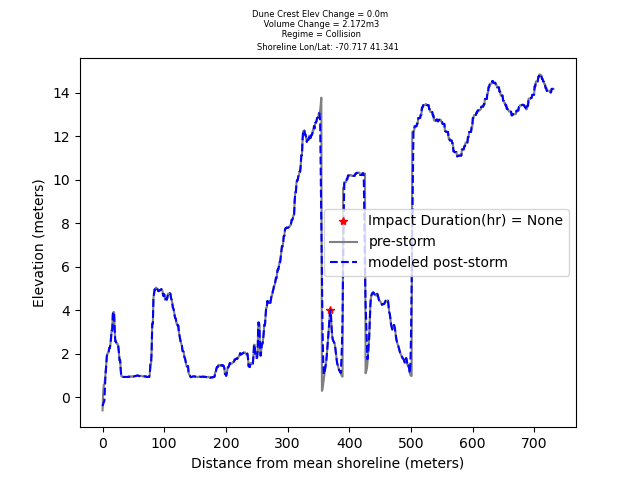 Dune Crest Elev Change = 0.0m
Volume Change = 2.172m3
Regime = Collision
Shoreline Lon/Lat: -70.717 41.341
14
12
10
8
6
4
2
0
Elevation (meters)
Impact Duration(hr) = None
pre-storm
modeled post-storm
0 100 200 300 400 500 600 700
Distance from mean shoreline (meters)